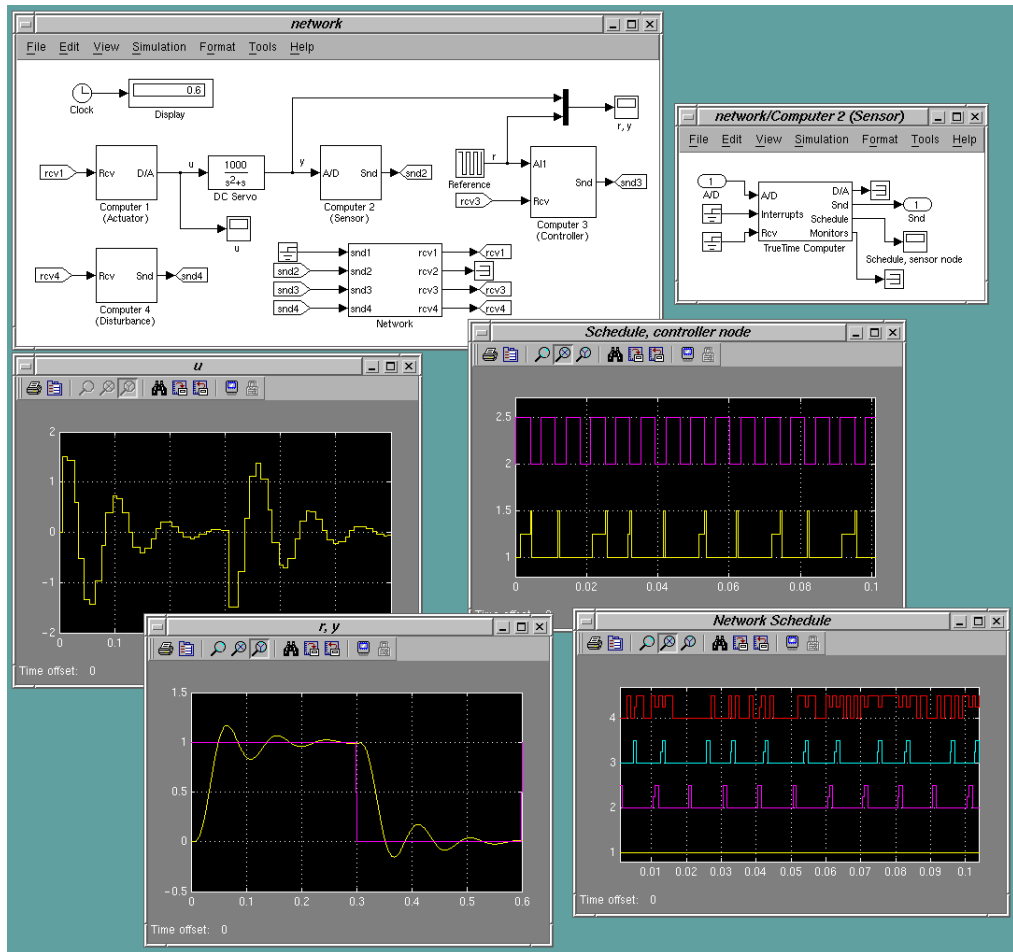 network
File Edit View Simulation Format Tools Help
0.6
Clock
Display
r, y
rcv1
Rcv D/A
u
1000
s²+s
y
A/D Snd
snd2
r
Reference
AI1
Snd
Rcv
snd3
rcv3
Computer 1
(Actuator)
DC Servo
Computer 2
(Sensor)
Computer 3
(Controller)
u
rcv4
Rcv Snd
snd4
Computer 4
(Disturbance)
snd1 rcv1
rcv1
snd2
snd2 rcv2
snd3
snd3 rcv3
rcv3
snd4
snd4 rcv4
rcv4
Network
network/Computer 2 (Sensor)
File Edit View Simulation Format Tools Help
1
A/D
A/D
Interrupts
Rcv
D/A
Snd
Schedule
Monitors
1
Snd
TrueTime Computer
Schedule, sensor node
Schedule, controller node
2.5
2
1.5
1
0 0.02 0.04 0.06 0.08 0.1
Time offset: 0
u
2
1
0
-1
-2
0 0.1
Time offset: 0
r, y
1.5
1
0.5
0
-0.5
0 0.1 0.2 0.3 0.4 0.5 0.6
Time offset: 0
Network Schedule
4
3
2
1
0.01 0.02 0.03 0.04 0.05 0.06 0.07 0.08 0.09 0.1
Time offset: 0